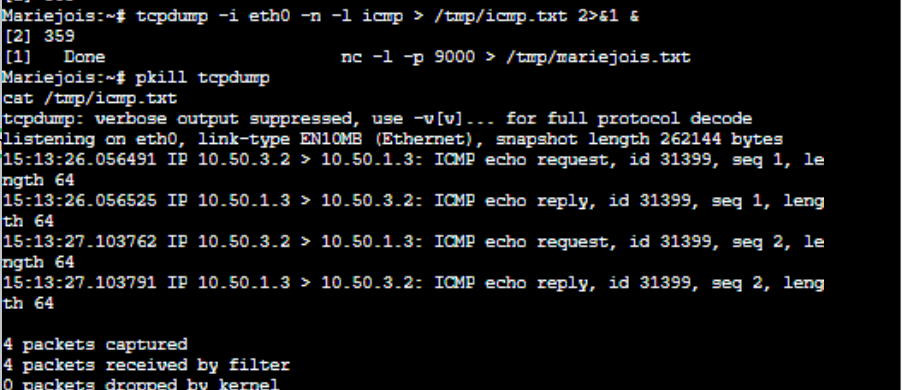 Mariejois:~# tcpdump -i eth0 -n -l icmp > /tmp/icmp.txt 2>&1 &
[2] 359
[1]   Done                    nc -l -p 9000 > /tmp/mariejois.txt
Mariejois:~# pkill tcpdump
cat /tmp/icmp.txt
tcpdump: verbose output suppressed, use -v[v]... for full protocol decode
listening on eth0, link-type EN10MB (Ethernet), snapshot length 262144 bytes
15:13:26.056491 IP 10.50.3.2 > 10.50.1.3: ICMP echo request, id 31399, seq 1, le
ngth 64
15:13:26.056525 IP 10.50.1.3 > 10.50.3.2: ICMP echo reply, id 31399, seq 1, leng
th 64
15:13:27.103762 IP 10.50.3.2 > 10.50.1.3: ICMP echo request, id 31399, seq 2, le
ngth 64
15:13:27.103791 IP 10.50.1.3 > 10.50.3.2: ICMP echo reply, id 31399, seq 2, leng
th 64
4 packets captured
4 packets received by filter
0 packets dropped by kernel